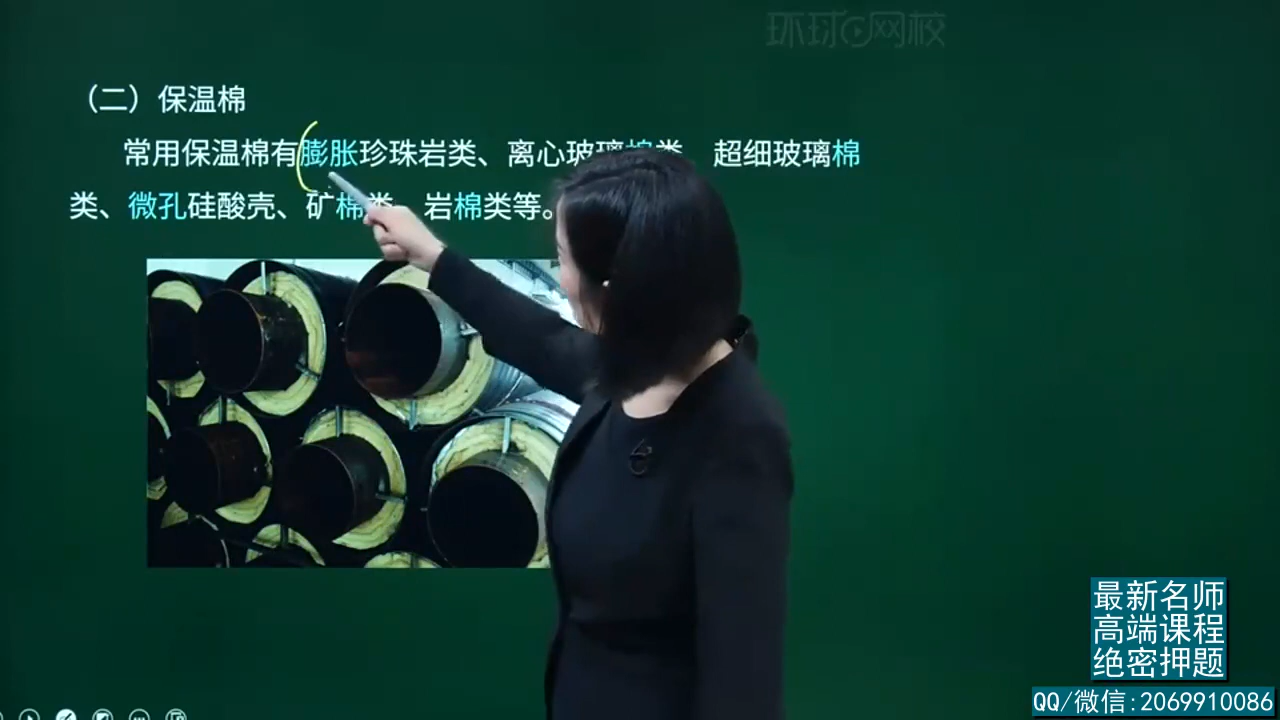 环球网校
（二）保温棉
常用保温棉有膨胀珍珠岩类、离心玻璃棉类、超细玻璃棉
类、微孔硅酸壳、矿棉类、岩棉类等。
最新名师
高端课程
绝密押题
QQ/微信:2069910086